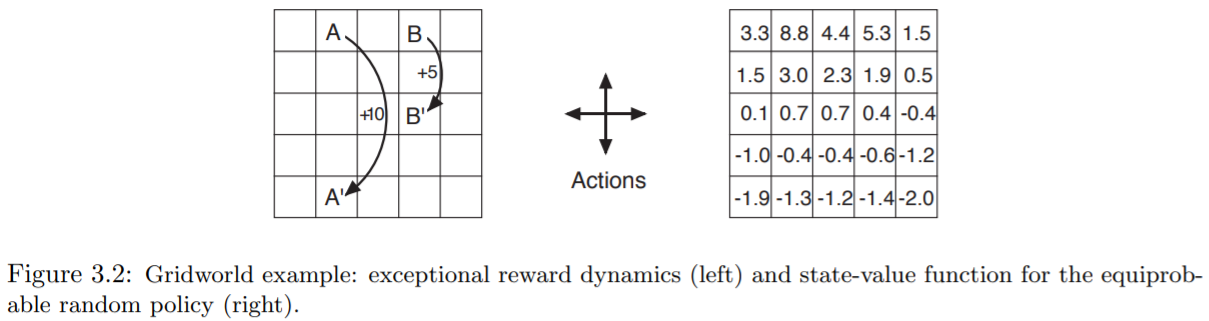 A B
+5
+10 B'
A'
Actions
3.3 8.8 4.4 5.3 1.5
1.5 3.0 2.3 1.9 0.5
0.1 0.7 0.7 0.4 -0.4
-1.0 -0.4 -0.4 -0.6 -1.2
-1.9 -1.3 -1.2 -1.4 -2.0
Figure 3.2: Gridworld example: exceptional reward dynamics (left) and state-value function for the equiprob-
able random policy (right).